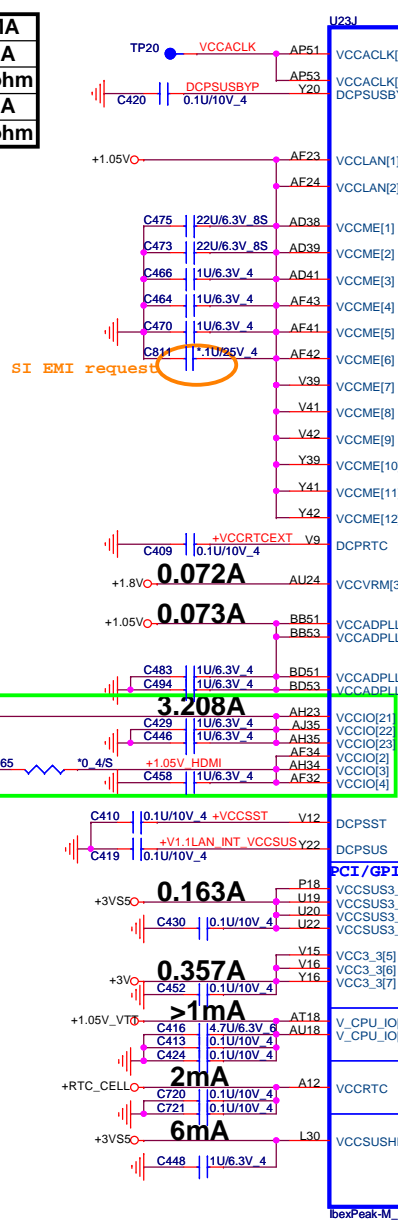 MA
A
ohm
A
ohm
U23J
TP20 VCCACLK AP51 VCCACLK[
AP53 VCCACLK[
DCPSUSBYP Y20 DCPSUSBY
C420 0.1U/10V_4
+1.05V AF23 VCCLAN[1]
AF24 VCCLAN[2]
C475 22U/6.3V_8S AD38 VCCME[1]
C473 22U/6.3V_8S AD39 VCCME[2]
C466 1U/6.3V_4 AD41 VCCME[3]
C464 1U/6.3V_4 AF43 VCCME[4]
C470 1U/6.3V_4 AF41 VCCME[5]
C811 *.1U/25V_4 AF42 VCCME[6]
SI EMI request
V39 VCCME[7]
V41 VCCME[8]
V42 VCCME[9]
Y39 VCCME[10
Y41 VCCME[11
Y42 VCCME[12
+VCCRTCEXT V9 DCPRTC
C409 0.1U/10V_4
+1.8V 0.072A AU24 VCCVRM[3
+1.05V 0.073A BB51 VCCADPLL
BB53 VCCADPLL
C483 1U/6.3V_4 BD51 VCCADPLL
C494 1U/6.3V_4 BD53 VCCADPLL
3.208A AH23 VCCIO[21]
C429 1U/6.3V_4 AJ35 VCCIO[22]
C446 1U/6.3V_4 AH35 VCCIO[23]
AF34 VCCIO[2]
65 *0_4/S +1.05V_HDMI AH34 VCCIO[3]
C458 1U/6.3V_4 AF32 VCCIO[4]
C410 0.1U/10V_4 +VCCSST V12 DCPSST
+V1.1LAN_INT_VCCSUS Y22 DCPSUS
C419 0.1U/10V_4
PCI/GPI
P18 VCCSUS3_
+3VS5 0.163A U19 VCCSUS3_
U20 VCCSUS3_
C430 0.1U/10V_4 U22 VCCSUS3_
V15 VCC3_3[5]
V16 VCC3_3[6]
+3V 0.357A Y16 VCC3_3[7]
C452 0.1U/10V_4
+1.05V_VTT >1mA AT18 V_CPU_IO[
C416 4.7U/6.3V_6 AU18 V_CPU_IO[
C413 0.1U/10V_4
C424 0.1U/10V_4
+RTC_CELL 2mA A12 VCCRTC
C720 0.1U/10V_4
C721 0.1U/10V_4
+3VS5 6mA L30 VCCSUSH
C448 1U/6.3V_4
IbexPeak-M_